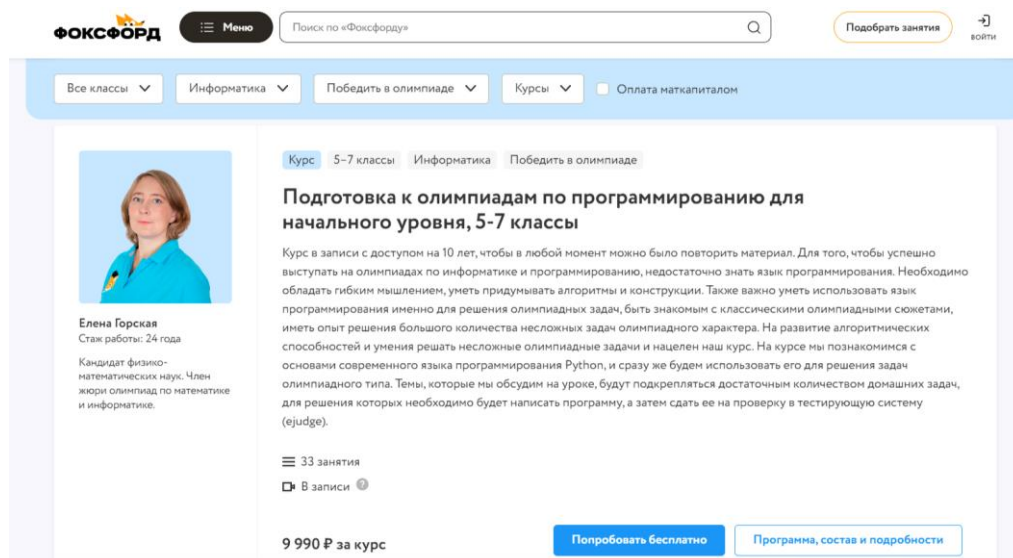 ФОКСФОРД
Меню
Поиск по «Фоксфорду»
Подобрать занятия
войти
Все классы
Информатика
Победить в олимпиаде
Курсы
Оплата маткапиталом
Курс
5–7 классы
Информатика
Победить в олимпиаде
Подготовка к олимпиадам по программированию для
начального уровня, 5-7 классы
Курс в записи с доступом на 10 лет, чтобы в любой момент можно было повторить материал. Для того, чтобы успешно
выступать на олимпиадах по информатике и программированию, недостаточно знать язык программирования. Необходимо
обладать гибким мышлением, уметь придумывать алгоритмы и конструкции. Также важно уметь использовать язык
программирования именно для решения олимпиадных задач, быть знакомым с классическими олимпиадными сюжетами,
иметь опыт решения большого количества несложных задач олимпиадного характера. На развитие алгоритмических
способностей и умения решать несложные олимпиадные задачи и нацелен наш курс. На курсе мы познакомимся с
основами современного языка программирования Python, и сразу же будем использовать его для решения задач
олимпиадного типа. Темы, которые мы обсудим на уроке, будут подкрепляться достаточным количеством домашних задач,
для решения которых необходимо будет написать программу, а затем сдать ее на проверку в тестирующую систему
(ejudge).
Елена Горская
Стаж работы: 24 года
Кандидат физико-
математических наук. Член
жюри олимпиад по математике
и информатике.
33 занятия
В записи ?
9 990 ₽ за курс
Попробовать бесплатно
Программа, состав и подробности